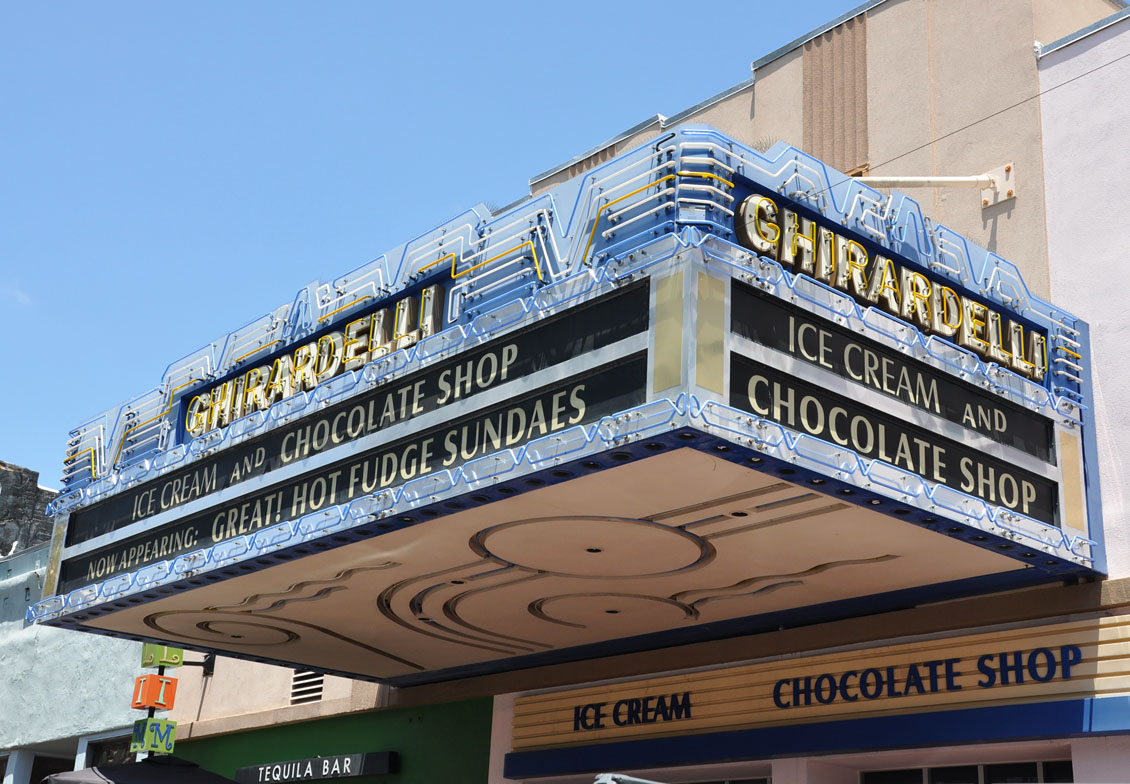 GHIRARDELLI
ICE CREAM AND CHOCOLATE SHOP
NOW APPEARING: GREAT! HOT FUDGE SUNDAES
GHIRARDELLI
ICE CREAM AND
CHOCOLATE SHOP
ICE CREAM CHOCOLATE SHOP
L
I
M
TEQUILA BAR